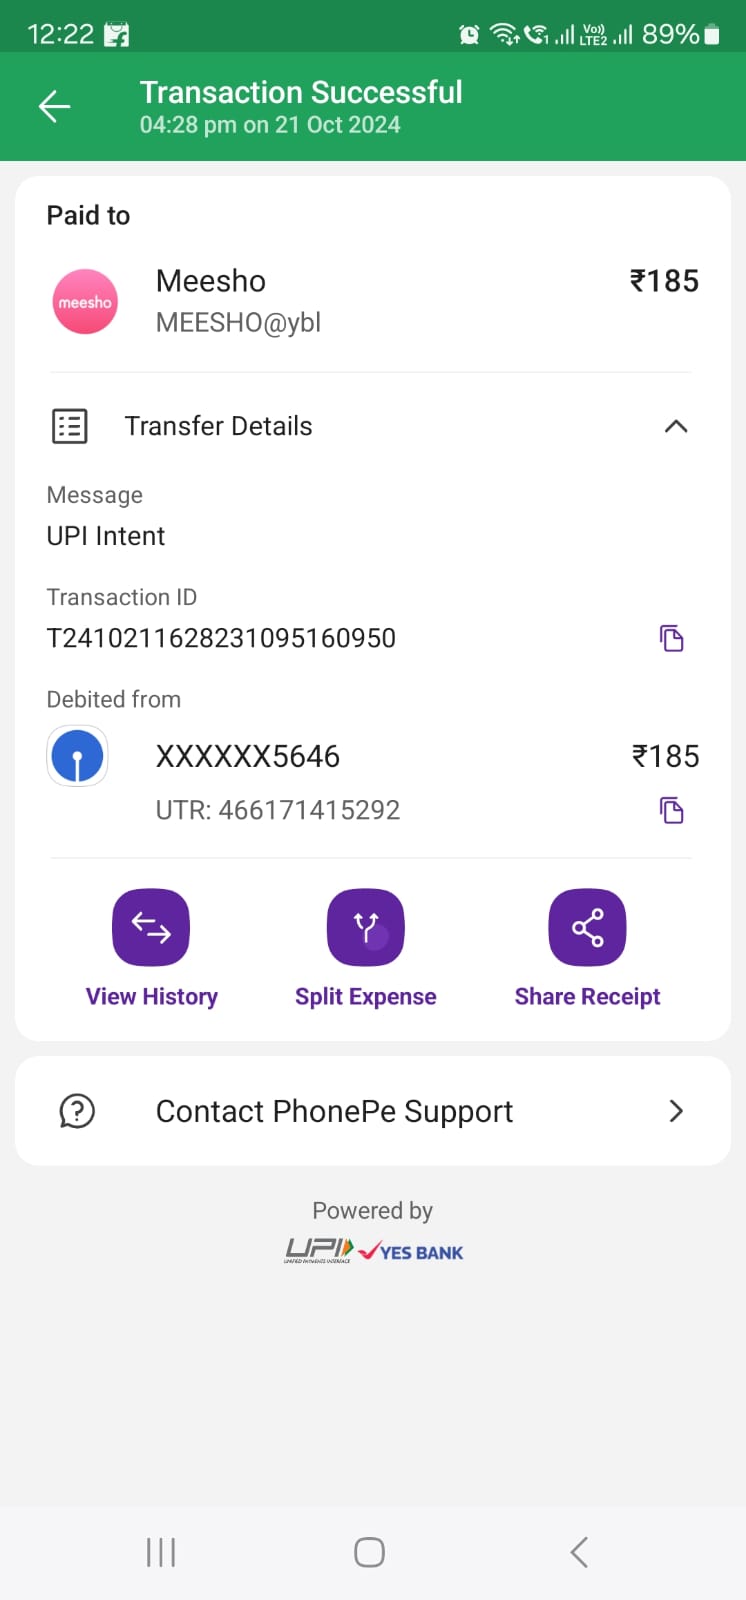 12:22 Vo)) LTE2 89%
Transaction Successful
04:28 pm on 21 Oct 2024
Paid to
meesho
Meesho ₹185
MEESHO@ybl
Transfer Details
Message
UPI Intent
Transaction ID
T2410211628231095160950
Debited from
XXXXXX5646 ₹185
UTR: 466171415292
View History Split Expense Share Receipt
Contact PhonePe Support
Powered by
UPI YES BANK
UNIFIED PAYMENTS INTERFACE